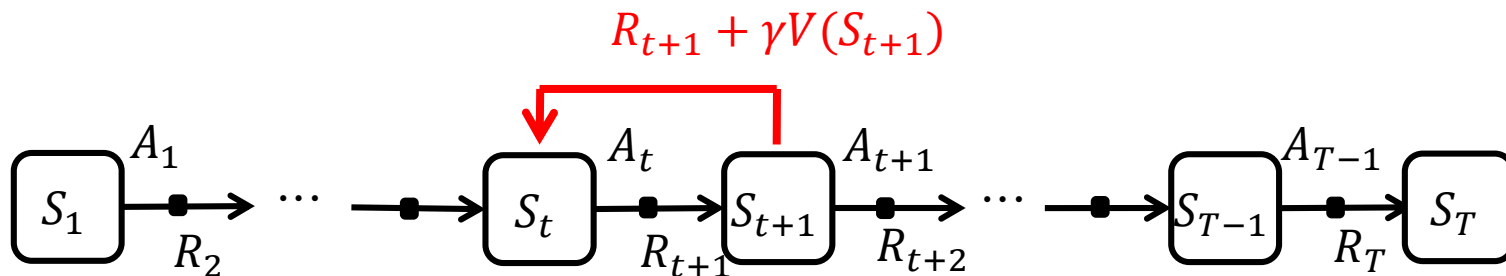 R_{t+1} + γV(S_{t+1})
A_1 A_t A_{t+1} A_{T−1}
S_1 ⋯ S_t S_{t+1} ⋯ S_{T−1} S_T
R_2 R_{t+1} R_{t+2} R_T